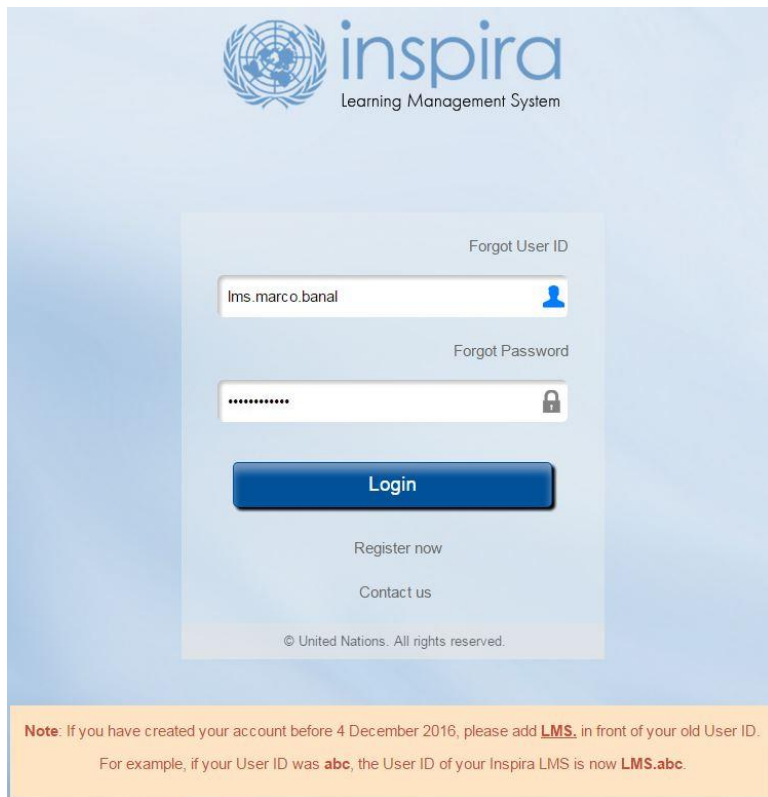 inspira
Learning Management System
Forgot User ID
lms.marco.banal
Forgot Password
••••••••••••
Login
Register now
Contact us
© United Nations. All rights reserved.
Note: If you have created your account before 4 December 2016, please add LMS. in front of your old User ID.
For example, if your User ID was abc, the User ID of your Inspira LMS is now LMS.abc.